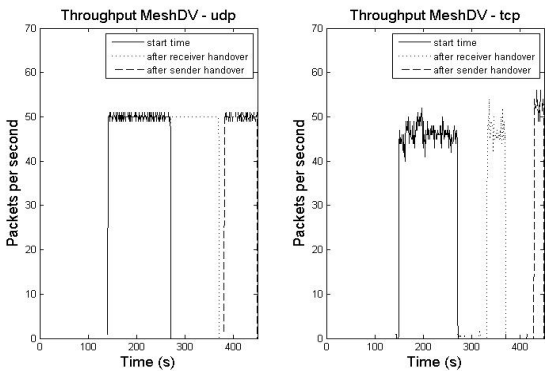 Throughput MeshDV - udp
70
60
50
40
30
20
10
0
Packets per second
start time
after receiver handover
after sender handover
0
100
200
300
400
Time (s)
Throughput MeshDV - tcp
70
60
50
40
30
20
10
0
Packets per second
start time
after receiver handover
after sender handover
0
100
200
300
400
Time (s)